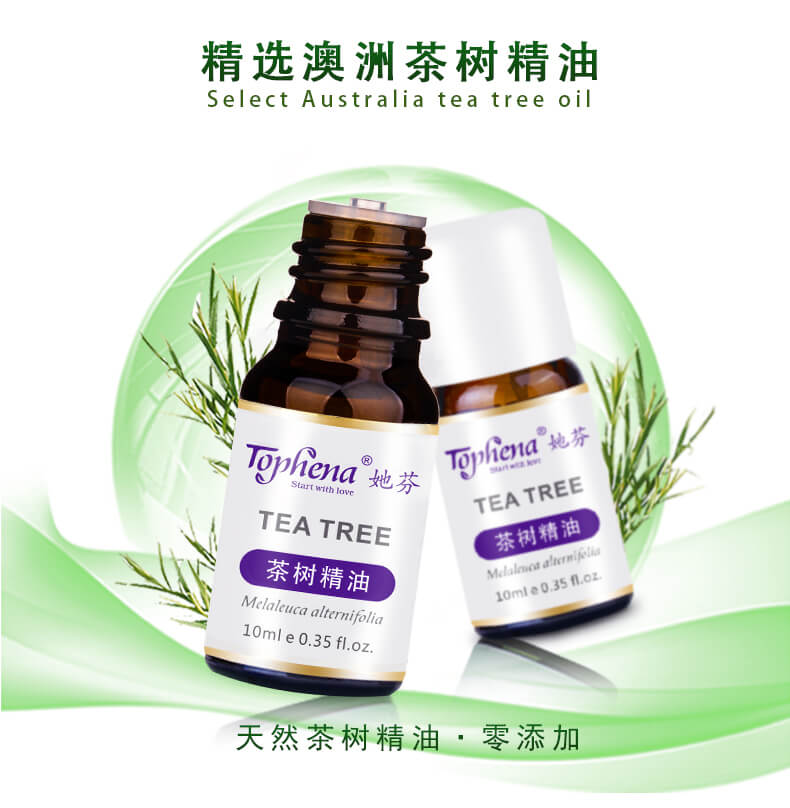 精选澳洲茶树精油
Select Australia tea tree oil
Tophena® 她芬
Start with love
TEA TREE
茶树精油
Melaleuca alternifolia
10ml e 0.35 fl.oz.
Tophena® 她芬
Start with love
TEA TREE
茶树精油
Melaleuca alternifolia
10ml e 0.35 fl.oz.
天然茶树精油·零添加